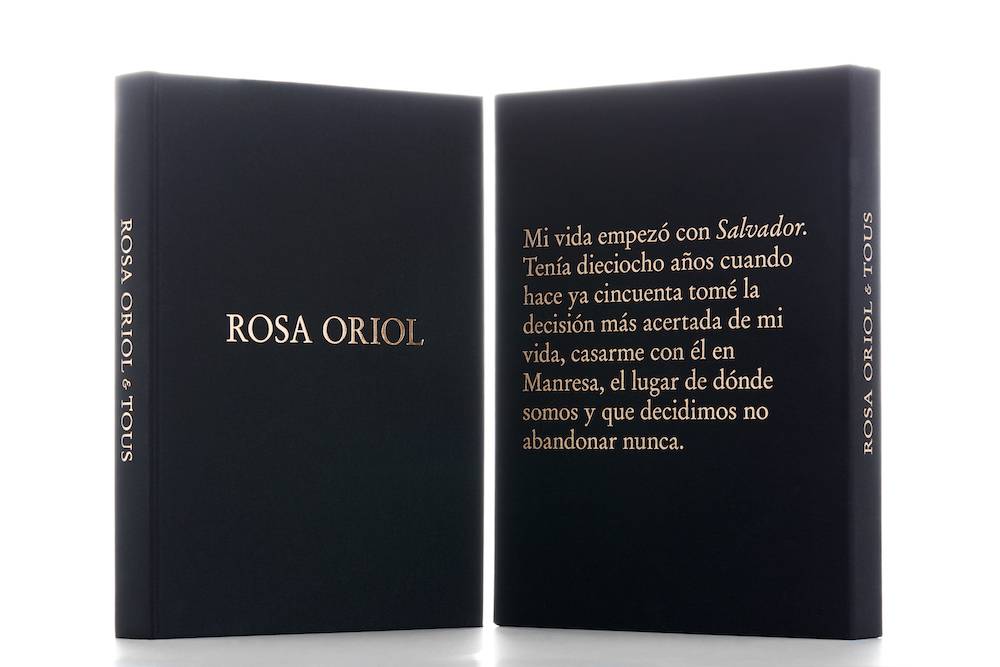 ROSA ORIOL & TOUS
ROSA ORIOL
Mi vida empezó con Salvador.
Tenía dieciocho años cuando
hace ya cincuenta tomé la
decisión más acertada de mi
vida, casarme con él en
Manresa, el lugar de dónde
somos y que decidimos no
abandonar nunca.
ROSA ORIOL & TOUS